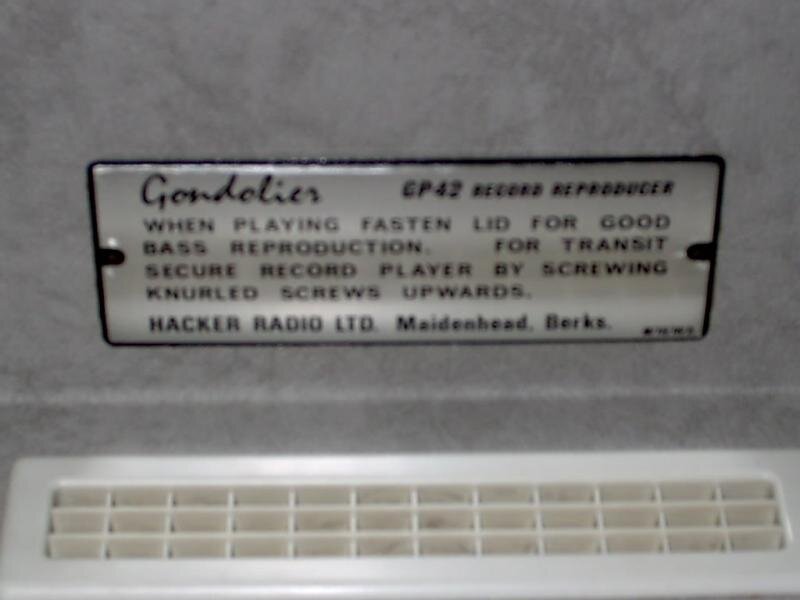 Gondolier GP42 RECORD REPRODUCER
WHEN PLAYING FASTEN LID FOR GOOD
BASS REPRODUCTION. FOR TRANSIT
SECURE RECORD PLAYER BY SCREWING
KNURLED SCREWS UPWARDS.
HACKER RADIO LTD. Maidenhead, Berks.